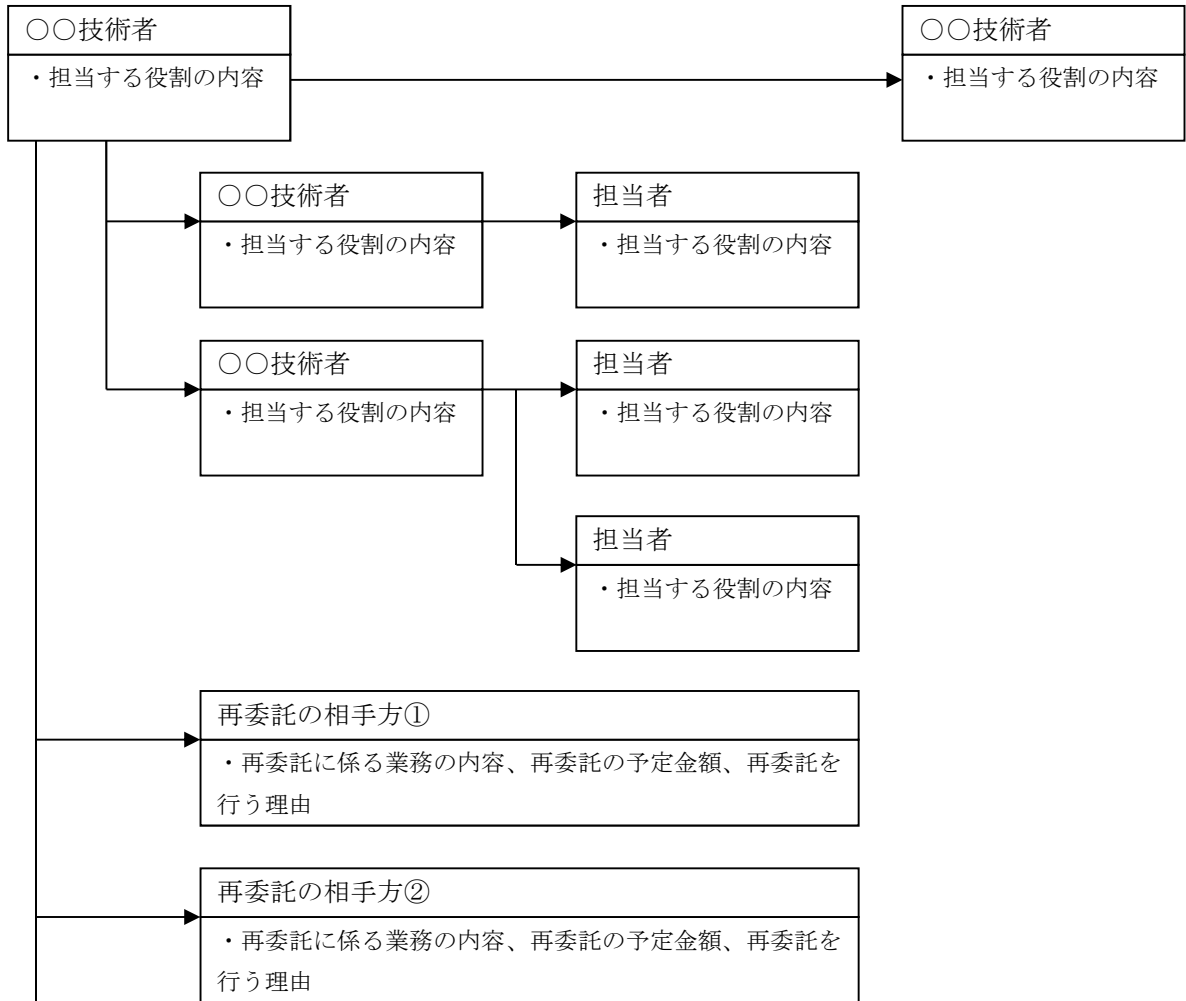 ○○技術者
・担当する役割の内容
○○技術者
・担当する役割の内容
○○技術者
・担当する役割の内容
担当者
・担当する役割の内容
○○技術者
・担当する役割の内容
担当者
・担当する役割の内容
担当者
・担当する役割の内容
再委託の相手方①
・再委託に係る業務の内容、再委託の予定金額、再委託を
行う理由
再委託の相手方②
・再委託に係る業務の内容、再委託の予定金額、再委託を
行う理由